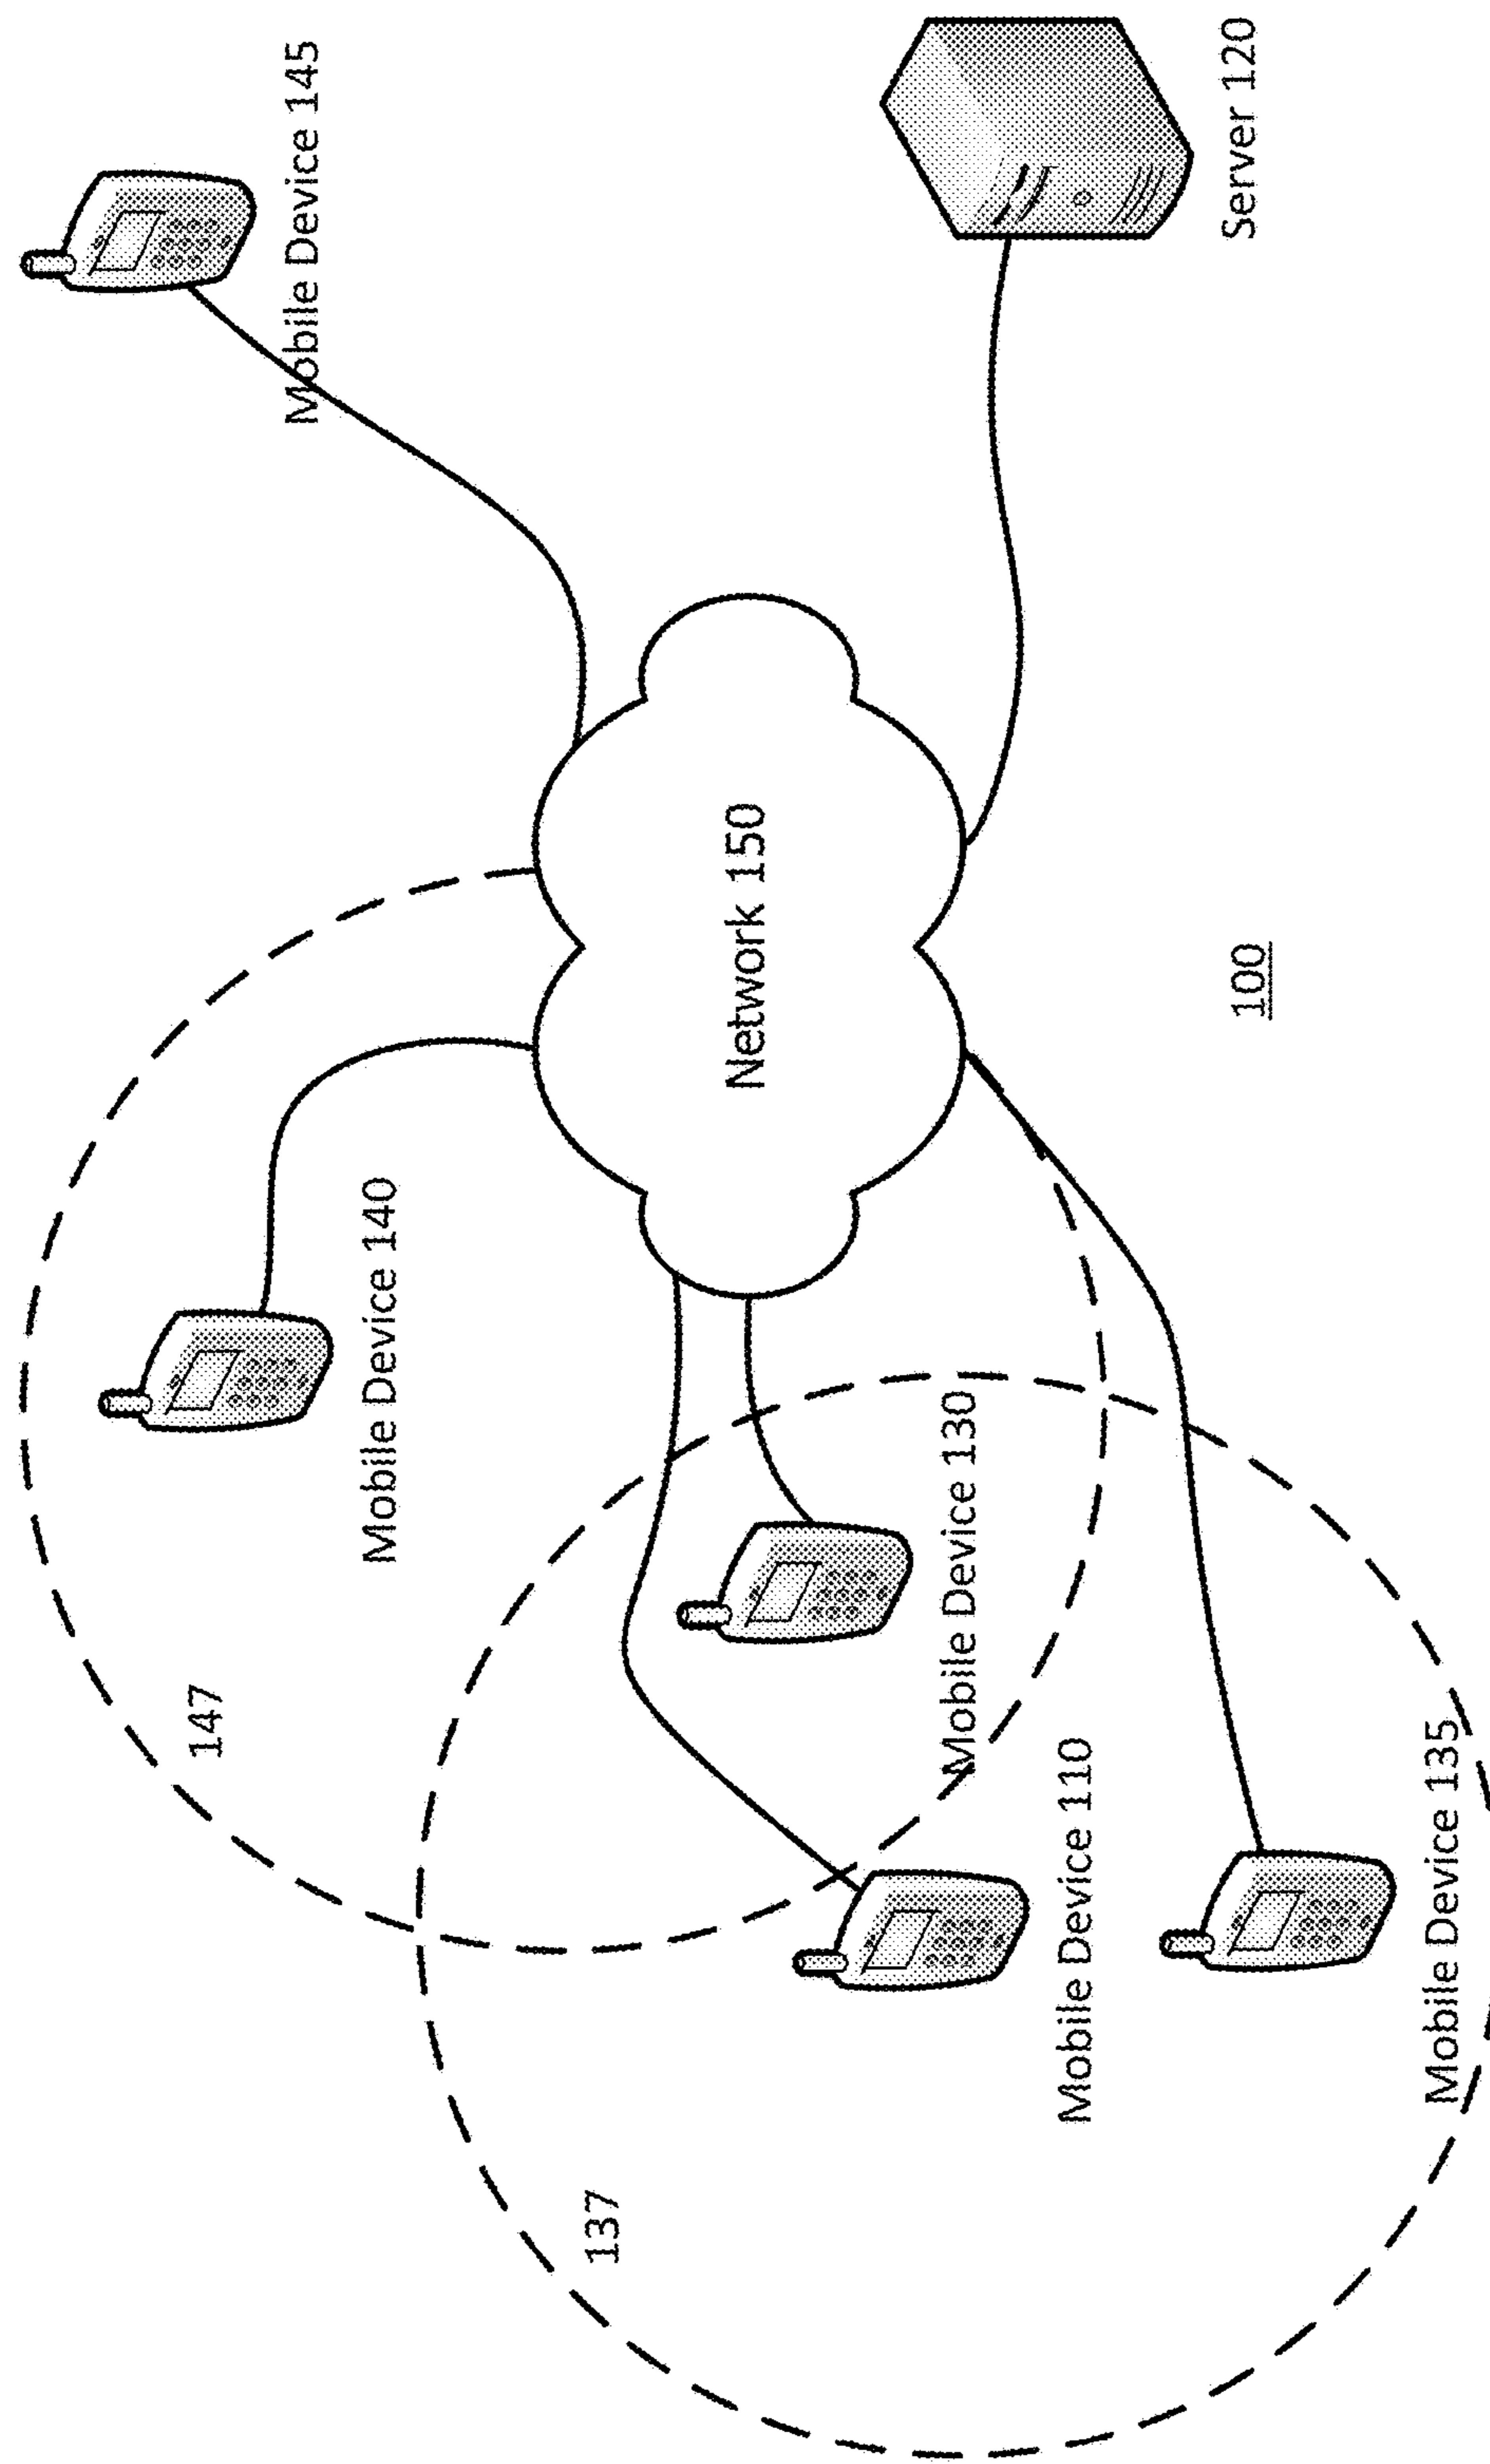 Mobile Device 145
Mobile Device 140
147
Network 150
Server 120
Mobile Device 130
Mobile Device 110
137
Mobile Device 135
100